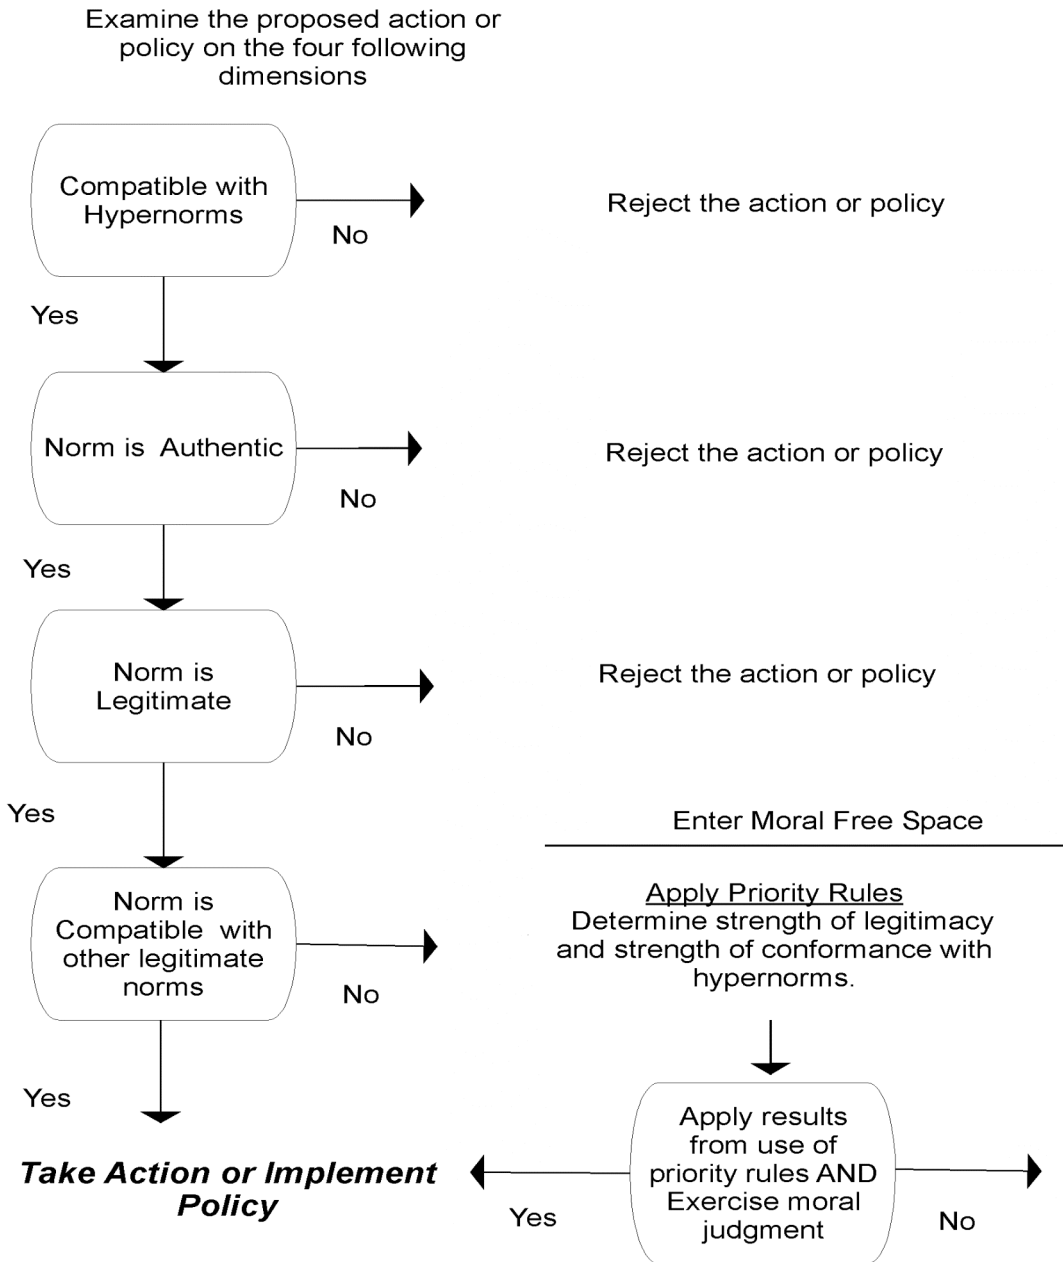 Examine the proposed action or
policy on the four following
dimensions
Compatible with
Hypernorms
No
Reject the action or policy
Yes
Norm is Authentic
No
Reject the action or policy
Yes
Norm is
Legitimate
No
Reject the action or policy
Yes
Enter Moral Free Space
Norm is
Compatible with
other legitimate
norms
No
Apply Priority Rules
Determine strength of legitimacy
and strength of conformance with
hypernorms.
Yes
Take Action or Implement
Policy
Yes
Apply results
from use of
priority rules AND
Exercise moral
judgment
No